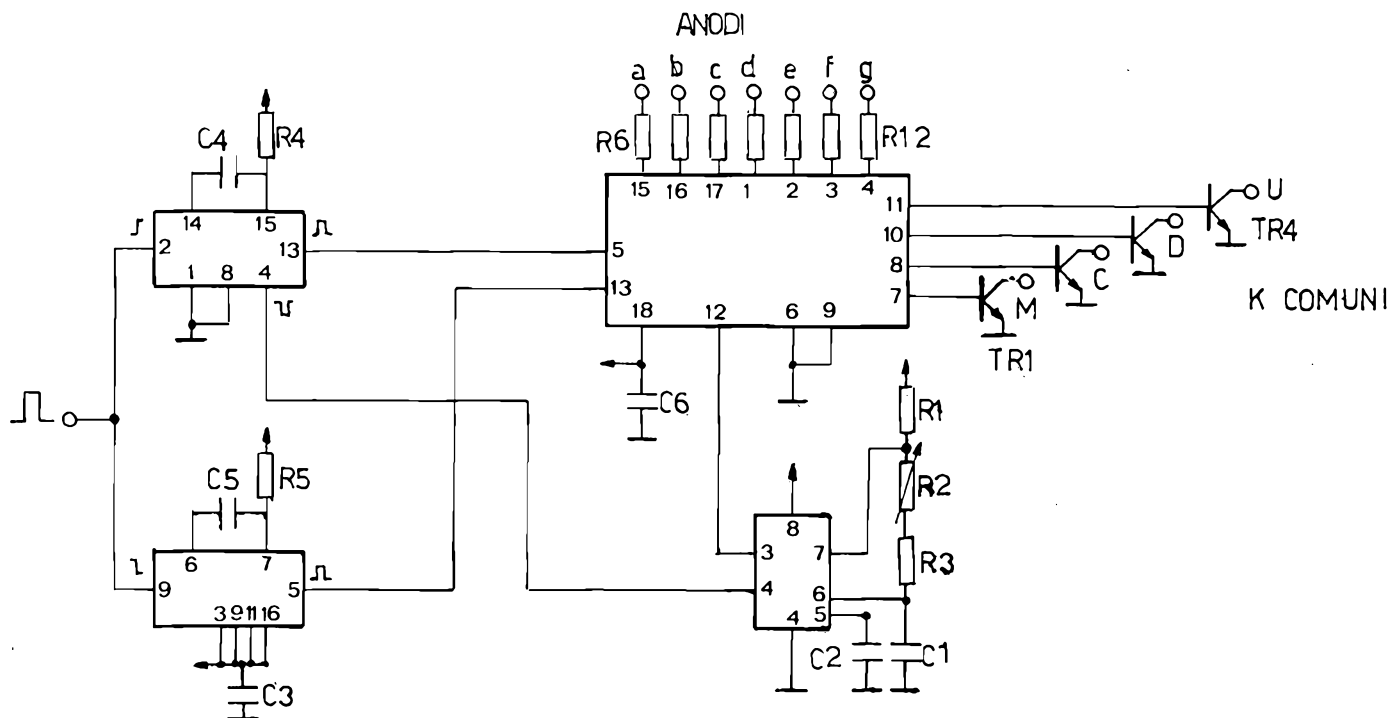 ANODI
a b c d e f g
R6 R12
15 16 17 1 2 3 4
5
13
18 12 6 9
11
10
8
7
U
TR4
D
C
M
TR1
K COMUNI
C6
C4 R4
14 15
2 13
1 8 4
C5 R5
6 7
9 5
3 9 11 16
C3
R1
R2
R3
8
3 7
4 6
5
4
C2 C1